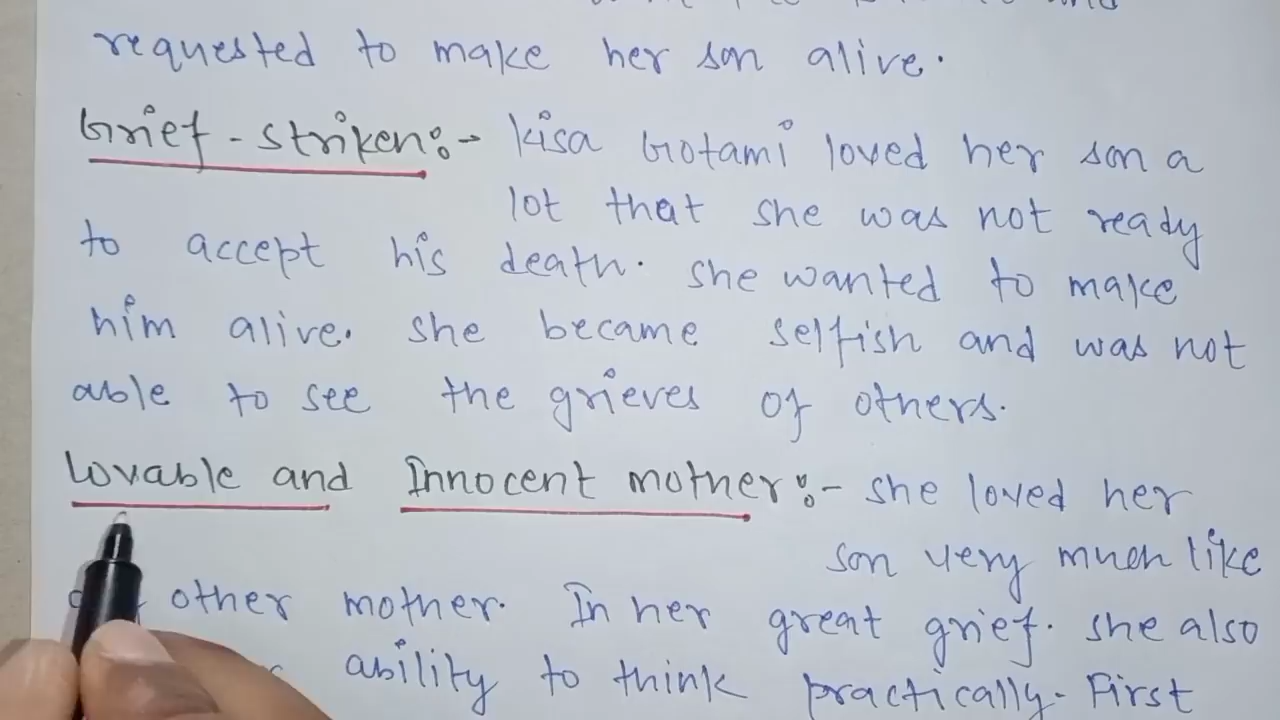 requested to make her son alive.
Grief - striken:- Kisa Gotami loved her son a
lot that she was not ready
to accept his death. she wanted to make
him alive. she became selfish and was not
able to see the grieves of others.
Lovable and Innocent mother:- she loved her
son very much like
other mother. In her great grief. she also
ability to think practically. First